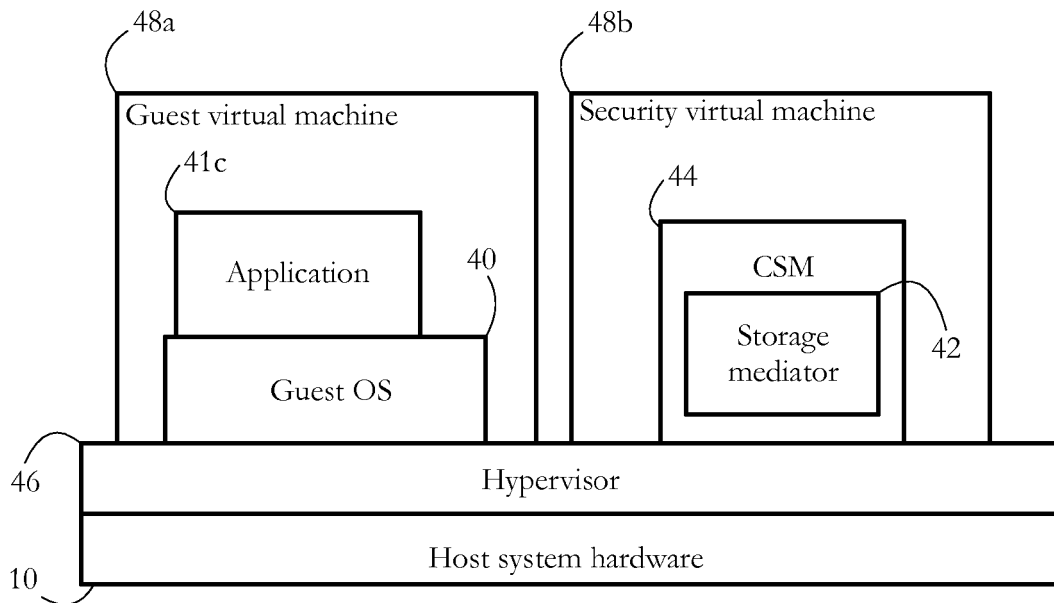 48a
48b
Guest virtual machine
Security virtual machine
41c
44
Application
40
CSM
Storage
mediator
42
Guest OS
46
Hypervisor
Host system hardware
10